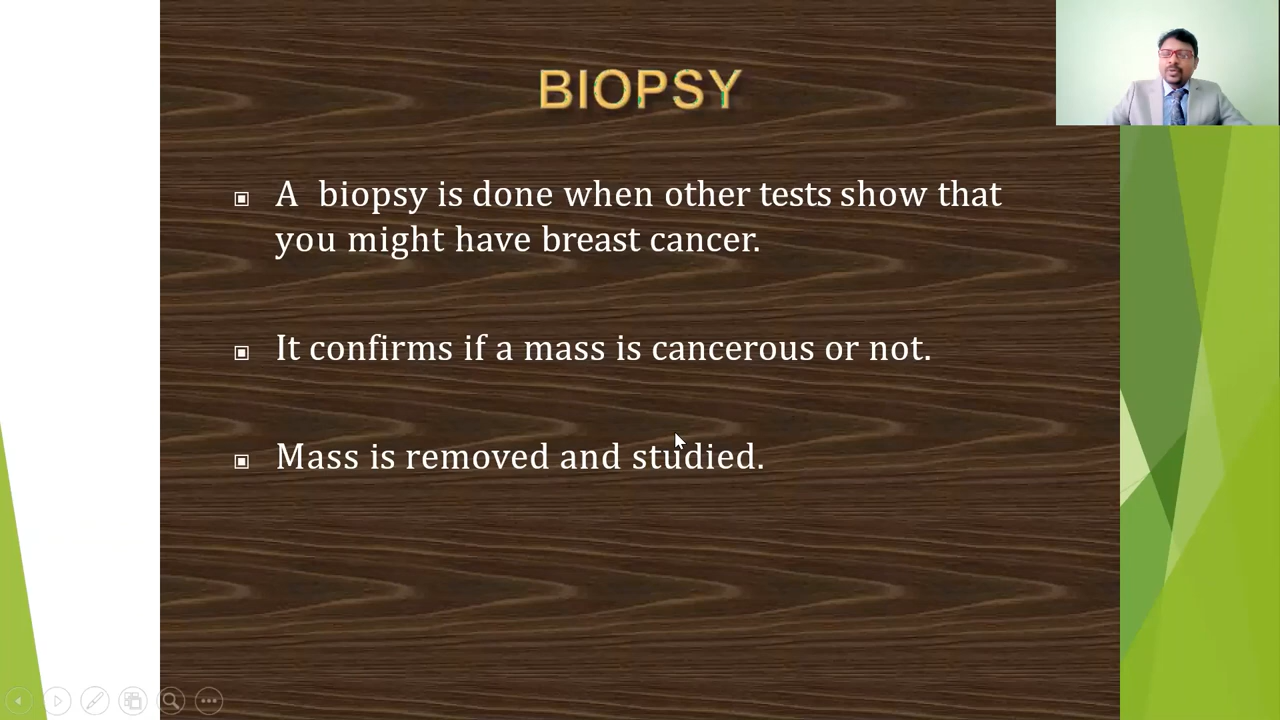 BIOPSY
A biopsy is done when other tests show that
you might have breast cancer.
It confirms if a mass is cancerous or not.
Mass is removed and studied.